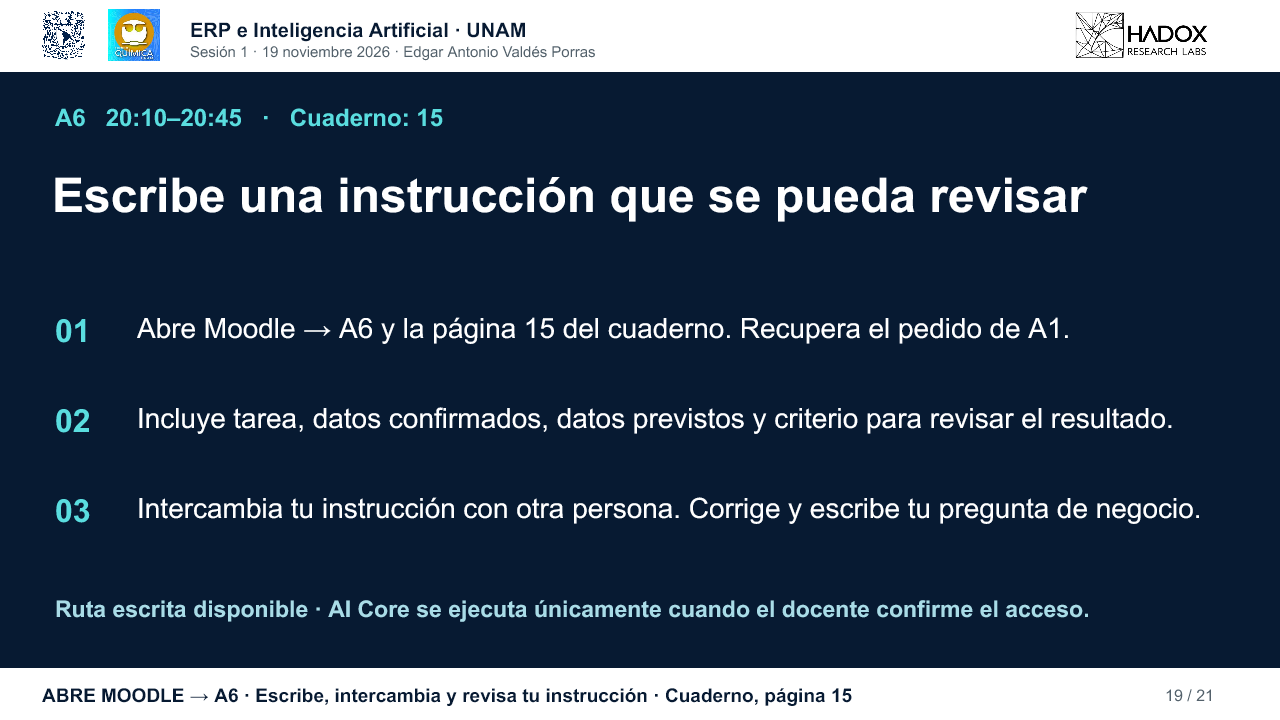 ERP e Inteligencia Artificial · UNAM
Sesión 1 · 19 noviembre 2026 · Edgar Antonio Valdés Porras
QUÍMICA
HADOX
RESEARCH LABS
A6 20:10–20:45 · Cuaderno: 15
Escribe una instrucción que se pueda revisar
01 Abre Moodle → A6 y la página 15 del cuaderno. Recupera el pedido de A1.
02 Incluye tarea, datos confirmados, datos previstos y criterio para revisar el resultado.
03 Intercambia tu instrucción con otra persona. Corrige y escribe tu pregunta de negocio.
Ruta escrita disponible · AI Core se ejecuta únicamente cuando el docente confirme el acceso.
ABRE MOODLE → A6 · Escribe, intercambia y revisa tu instrucción · Cuaderno, página 15
19 / 21